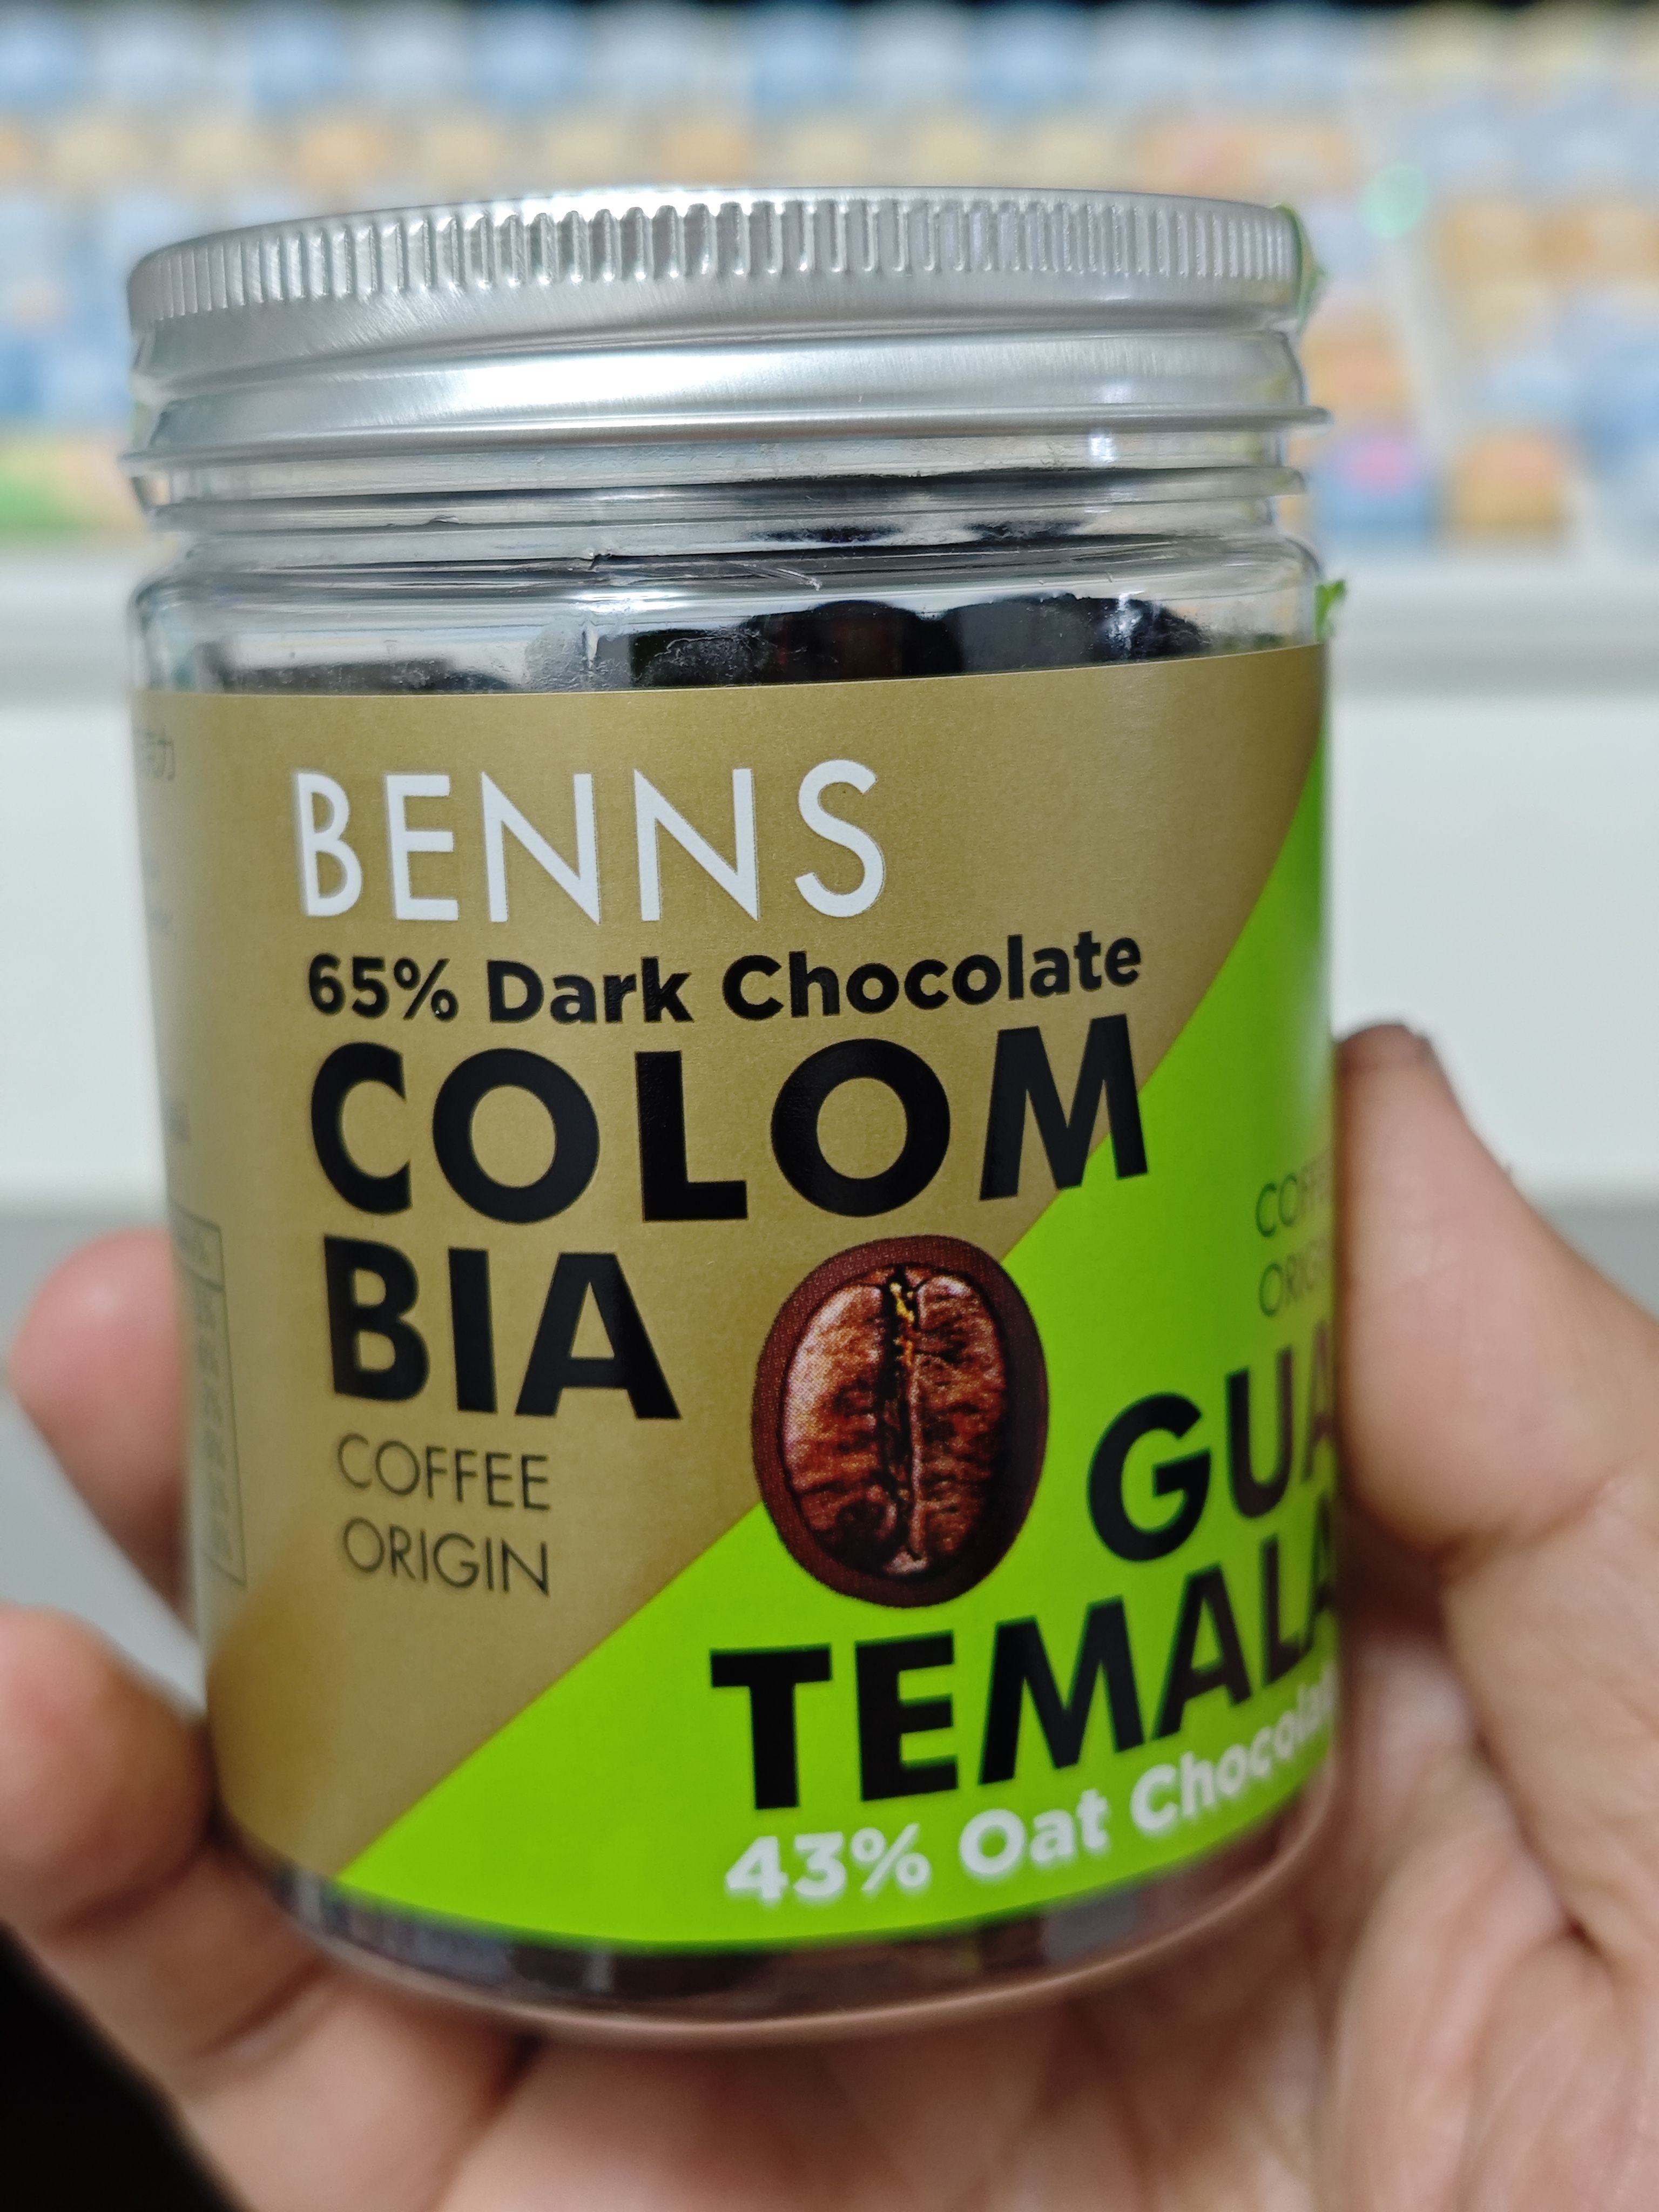 BENNS
65% Dark Chocolate
COLOM
BIA
COFFEE
ORIGIN
GUA
TEMALA
43% Oat Chocolate